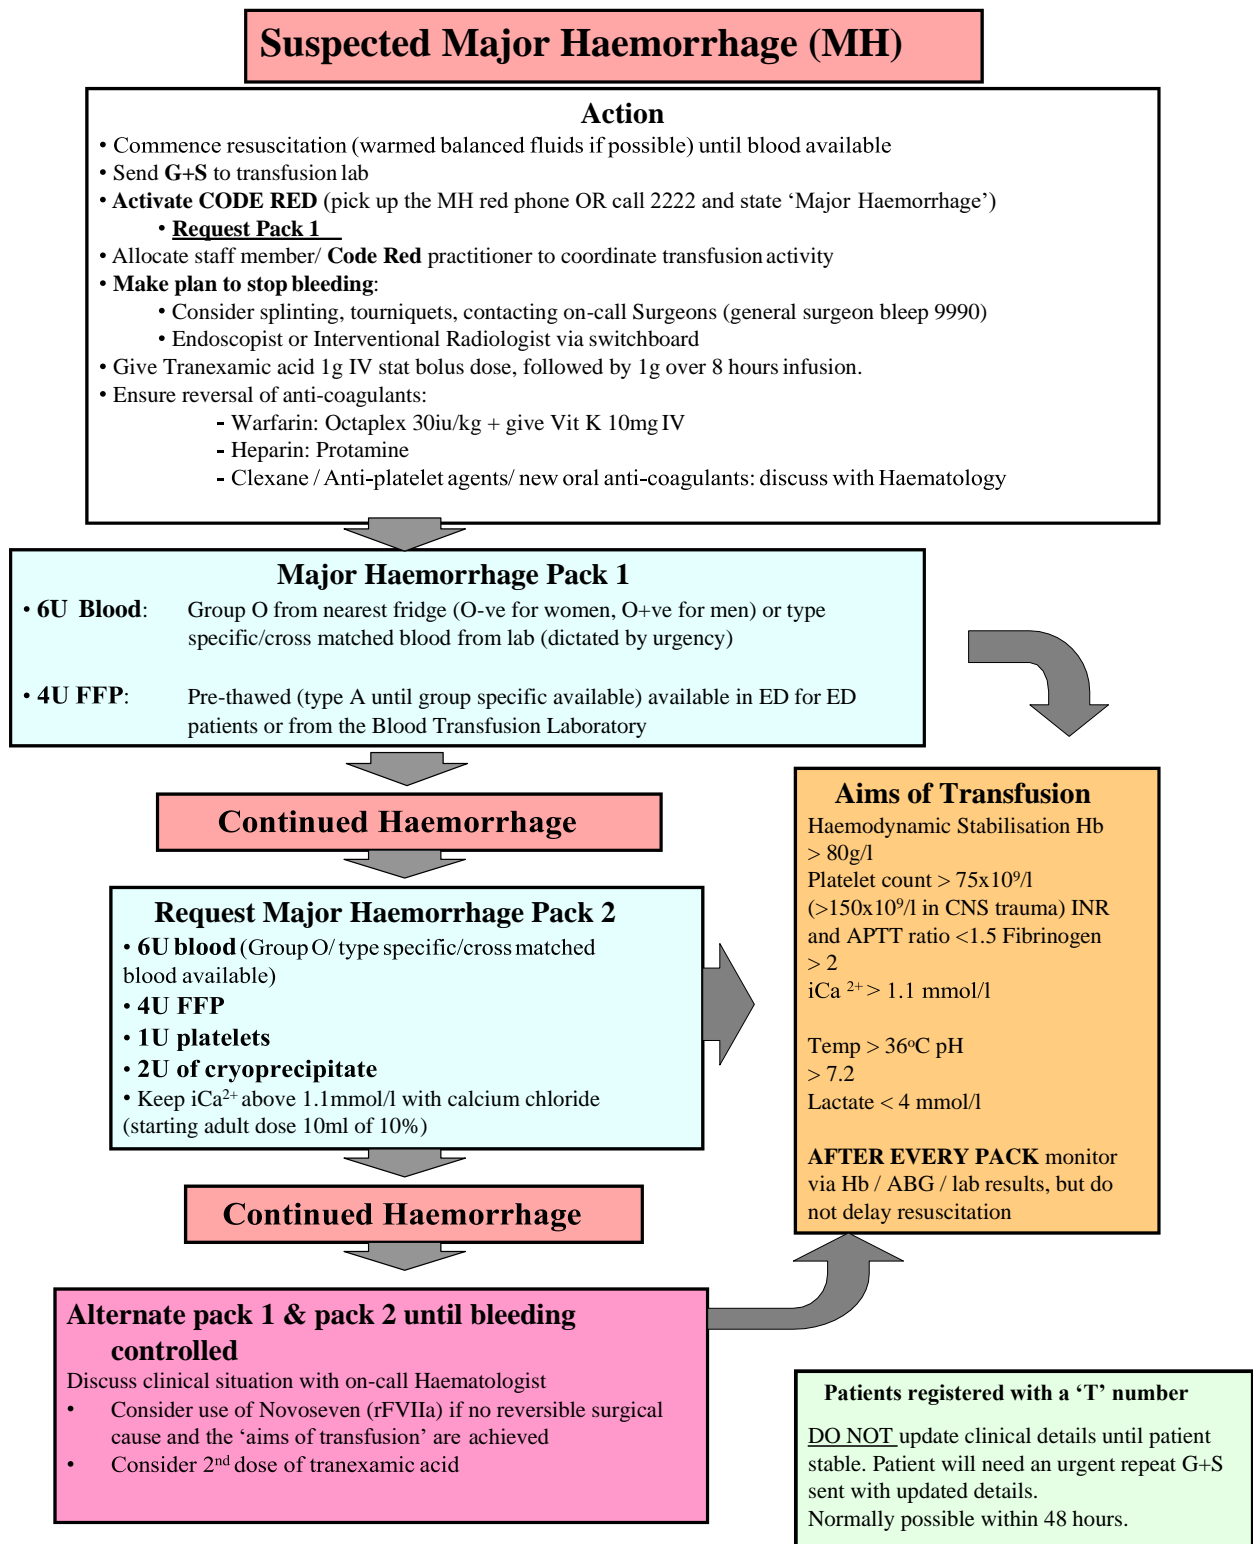 Suspected Major Haemorrhage (MH)
Action
• Commence resuscitation (warmed balanced fluids if possible) until blood available
• Send G+S to transfusion lab
• Activate CODE RED (pick up the MH red phone OR call 2222 and state ‘Major Haemorrhage’)
• Request Pack 1
• Allocate staff member/ Code Red practitioner to coordinate transfusion activity
• Make plan to stop bleeding:
• Consider splinting, tourniquets, contacting on-call Surgeons (general surgeon bleep 9990)
• Endoscopist or Interventional Radiologist via switchboard
• Give Tranexamic acid 1g IV stat bolus dose, followed by 1g over 8 hours infusion.
• Ensure reversal of anti-coagulants:
- Warfarin: Octaplex 30iu/kg + give Vit K 10mg IV
- Heparin: Protamine
- Clexane / Anti-platelet agents/ new oral anti-coagulants: discuss with Haematology
Major Haemorrhage Pack 1
• 6U Blood: Group O from nearest fridge (O-ve for women, O+ve for men) or type
specific/cross matched blood from lab (dictated by urgency)
• 4U FFP: Pre-thawed (type A until group specific available) available in ED for ED
patients or from the Blood Transfusion Laboratory
Continued Haemorrhage
Request Major Haemorrhage Pack 2
• 6U blood (Group O/ type specific/cross matched
blood available)
• 4U FFP
• 1U platelets
• 2U of cryoprecipitate
• Keep iCa²⁺ above 1.1mmol/l with calcium chloride
(starting adult dose 10ml of 10%)
Continued Haemorrhage
Alternate pack 1 & pack 2 until bleeding
controlled
Discuss clinical situation with on-call Haematologist
• Consider use of Novoseven (rFVIIa) if no reversible surgical
cause and the ‘aims of transfusion’ are achieved
• Consider 2nd dose of tranexamic acid
Aims of Transfusion
Haemodynamic Stabilisation Hb
> 80g/l
Platelet count > 75x10⁹/l
(>150x10⁹/l in CNS trauma) INR
and APTT ratio <1.5 Fibrinogen
> 2
iCa ²⁺ > 1.1 mmol/l
Temp > 36°C pH
> 7.2
Lactate < 4 mmol/l
AFTER EVERY PACK monitor
via Hb / ABG / lab results, but do
not delay resuscitation
Patients registered with a ‘T’ number
DO NOT update clinical details until patient
stable. Patient will need an urgent repeat G+S
sent with updated details.
Normally possible within 48 hours.